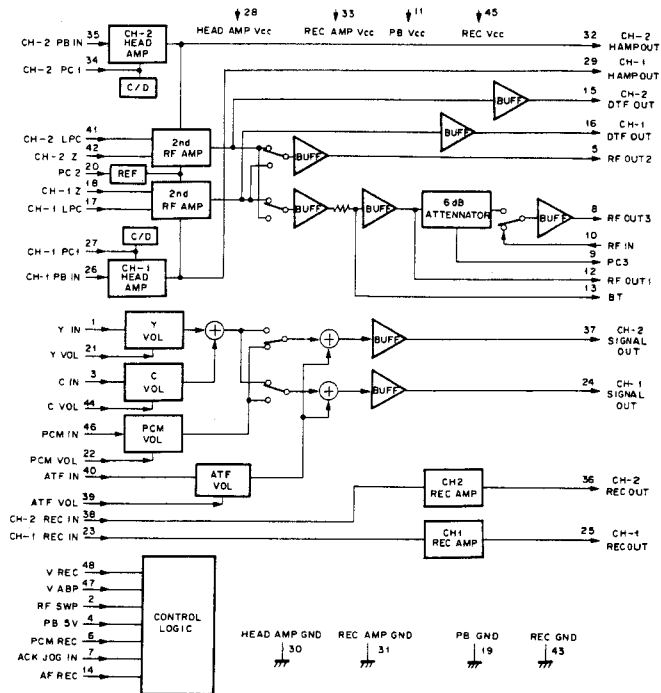 28
33
11
45
HEAD AMP Vcc
REC AMP Vcc
PB Vcc
REC Vcc
CH-2 PB IN 35
CH-2
HEAD
AMP
32 CH-2
HAMP OUT
CH-2 PC1 34
C/D
29 CH-1
HAMP OUT
BUFF
15 CH-2
DTF OUT
BUFF
16 CH-1
DTF OUT
CH-2 LPC 41
CH-2 Z 42
2nd
RF AMP
BUFF
5 RF OUT2
PC2 20
REF
CH-1 Z 18
CH-1 LPC 17
2nd
RF AMP
BUFF
BUFF
6 dB
ATTENNATOR
BUFF
8 RF OUT3
10 RF IN
9 PC3
12 RF OUT1
13 BT
CH-1 PC1 27
C/D
CH-1 PB IN 26
CH-1
HEAD
AMP
Y IN 1
Y
VOL
Y VOL 21
BUFF
37 CH-2
SIGNAL
OUT
C IN 3
C
VOL
C VOL 44
BUFF
24 CH-1
SIGNAL
OUT
PCM IN 46
PCM
VOL
PCM VOL 22
ATF IN 40
ATF
VOL
ATF VOL 39
CH-2 REC IN 38
CH2
REC AMP
36 CH-2
REC OUT
CH-1 REC IN 23
CH1
REC AMP
25 CH-1
REC OUT
V REC 48
V ABP 47
RF SWP 2
PB 5V 4
PCM REC 6
ACK JOG IN 7
AF REC 14
CONTROL
LOGIC
HEAD AMP GND
30
REC AMP GND
31
PB GND
19
REC GND
43